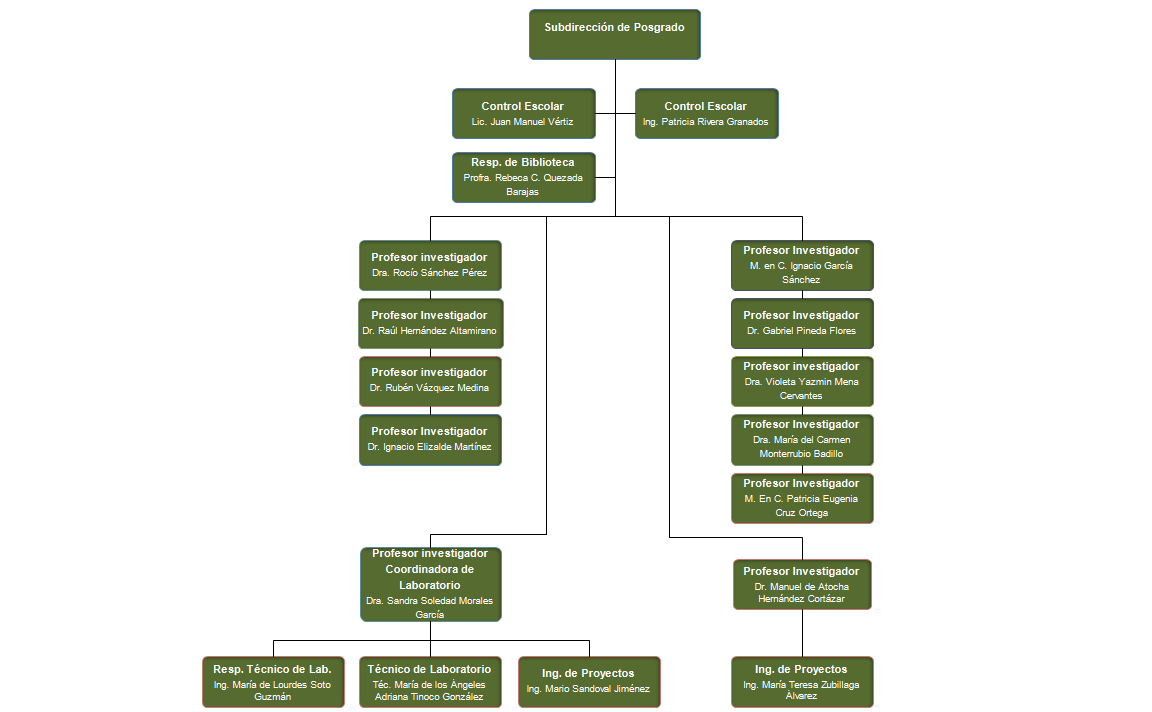 Subdirección de Posgrado
Control Escolar
Lic. Juan Manuel Vértiz
Control Escolar
Ing. Patricia Rivera Granados
Resp. de Biblioteca
Profra. Rebeca C. Quezada
Barajas
Profesor investigador
Dra. Rocío Sánchez Pérez
Profesor Investigador
Dr. Raúl Hernández Altamirano
Profesor investigador
Dr. Rubén Vázquez Medina
Profesor Investigador
Dr. Ignacio Elizalde Martínez
Profesor Investigador
M. en C. Ignacio García
Sánchez
Profesor Investigador
Dr. Gabriel Pineda Flores
Profesor investigador
Dra. Violeta Yazmin Mena
Cervantes
Profesor Investigador
Dra. María del Carmen
Monterrubio Badillo
Profesor Investigador
M. En C. Patricia Eugenia
Cruz Ortega
Profesor investigador
Coordinadora de
Laboratorio
Dra. Sandra Soledad Morales
García
Profesor Investigador
Dr. Manuel de Atocha
Hernández Cortázar
Resp. Técnico de Lab.
Ing. María de Lourdes Soto
Guzmán
Técnico de Laboratorio
Téc. María de los Ángeles
Adriana Tinoco González
Ing. de Proyectos
Ing. Mario Sandoval Jiménez
Ing. de Proyectos
Ing. María Teresa Zubillaga
Álvarez